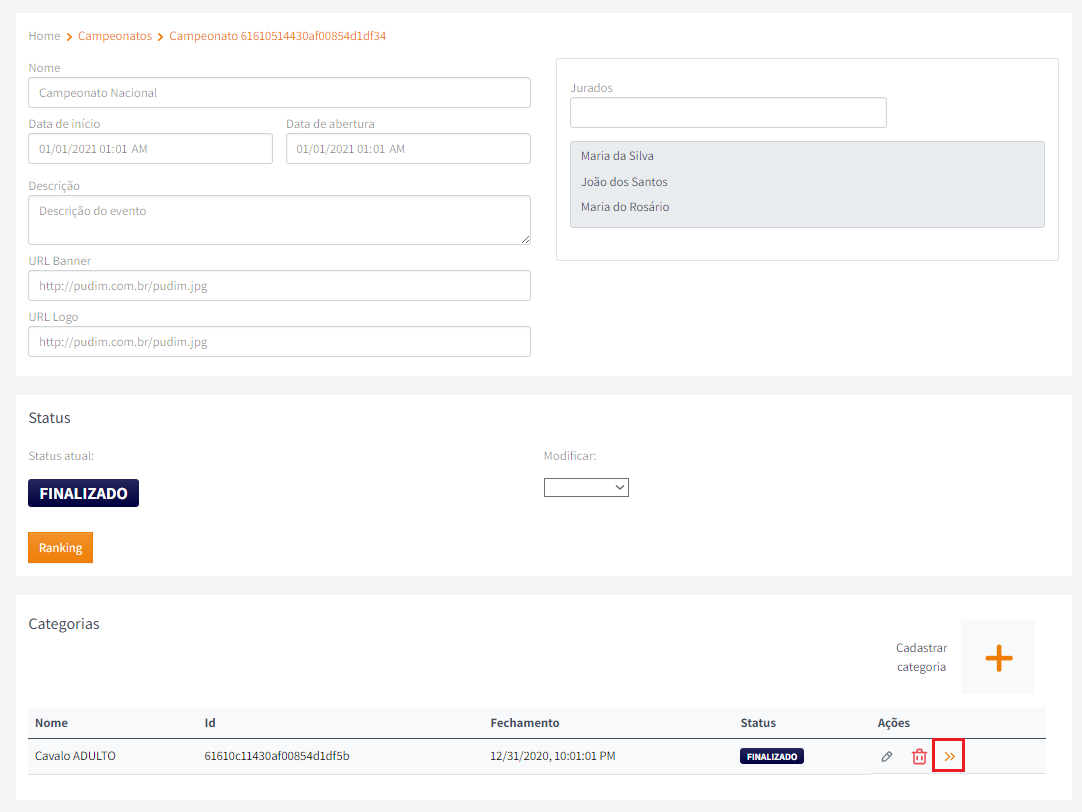 Home > Campeonatos > Campeonato 61610514430af00854d1df34
Nome
Campeonato Nacional
Data de início Data de abertura
01/01/2021 01:01 AM 01/01/2021 01:01 AM
Descrição
Descrição do evento
URL Banner
http://pudim.com.br/pudim.jpg
URL Logo
http://pudim.com.br/pudim.jpg
Jurados
Maria da Silva
João dos Santos
Maria do Rosário
Status
Status atual: Modificar:
FINALIZADO
Ranking
Categorias
Cadastrar
categoria
Nome Id Fechamento Status Ações
Cavalo ADULTO 61610c11430af00854d1df5b 12/31/2020, 10:01:01 PM FINALIZADO